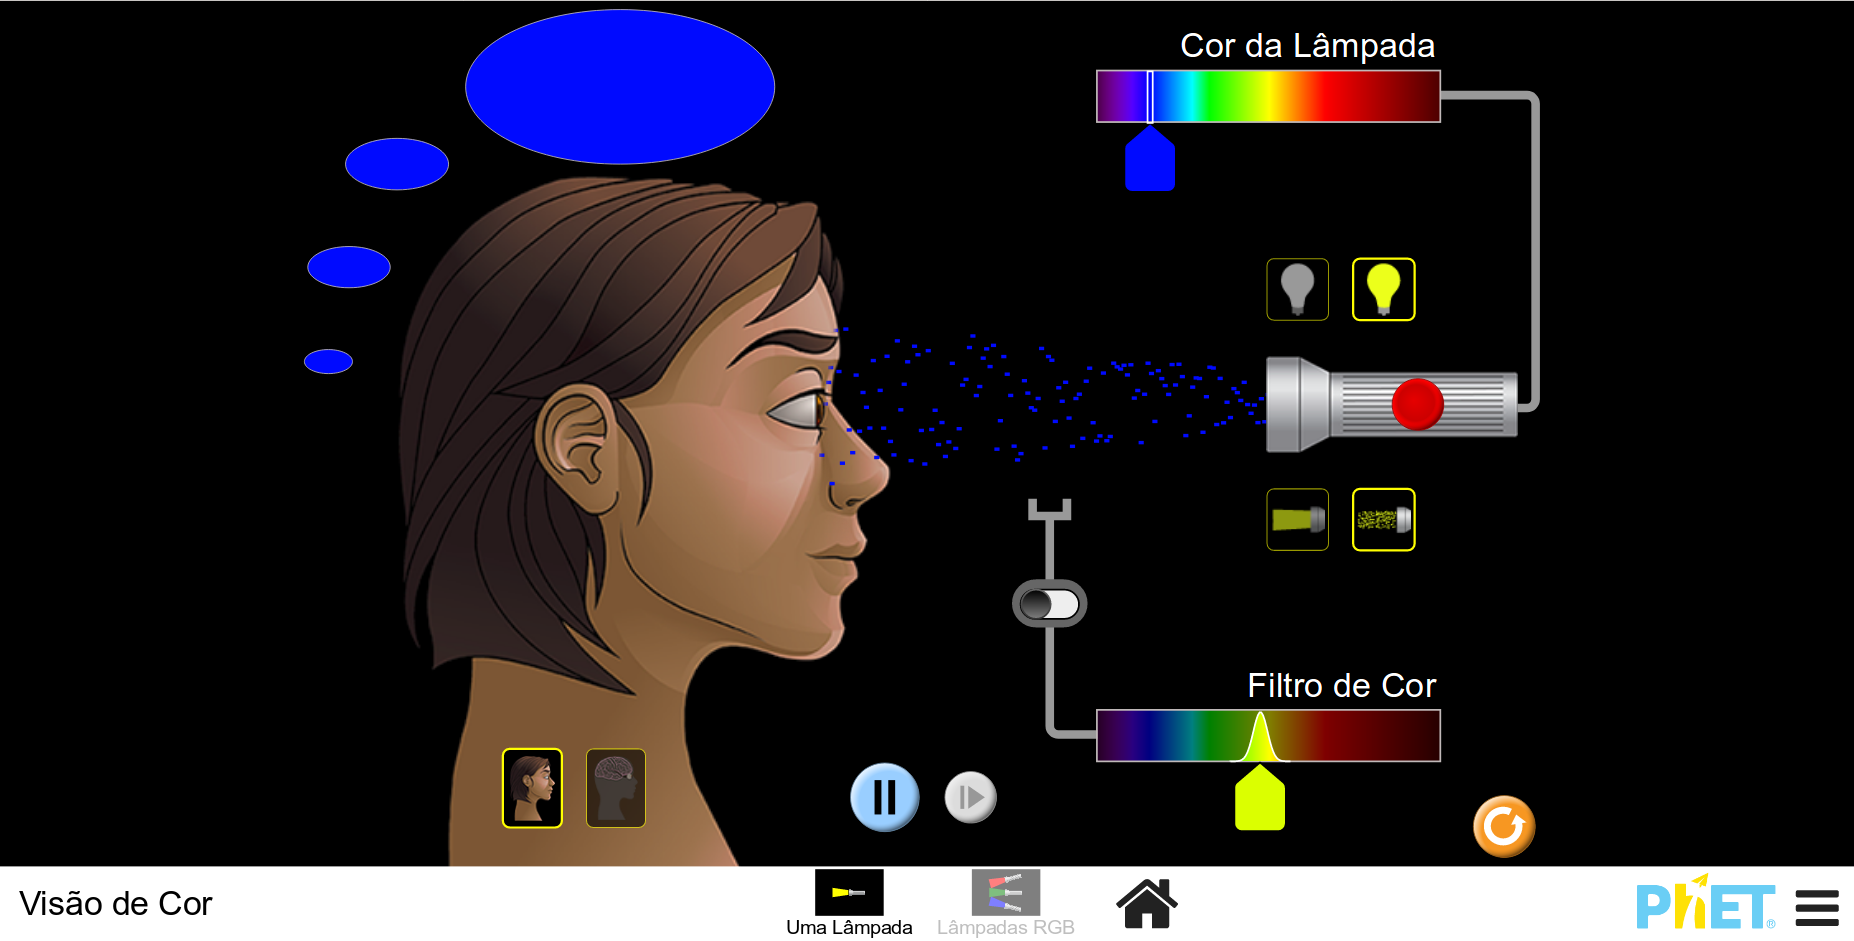 Cor da Lâmpada
Filtro de Cor
Visão de Cor
Uma Lâmpada
Lâmpadas RGB
PhET